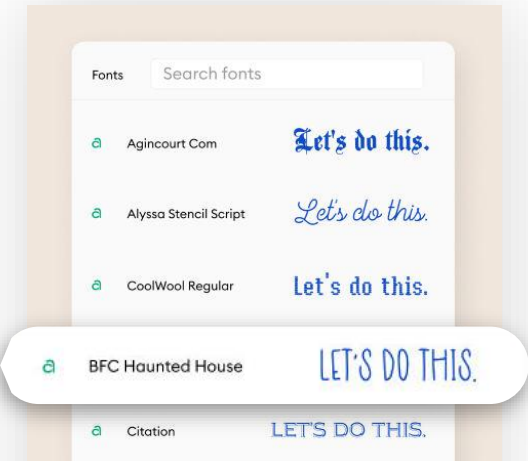 Fonts Search fonts
a Agincourt Com Let's do this.
a Alyssa Stencil Script Let's do this.
a CoolWool Regular Let's do this.
a BFC Haunted House LET'S DO THIS.
a Citation LET'S DO THIS.